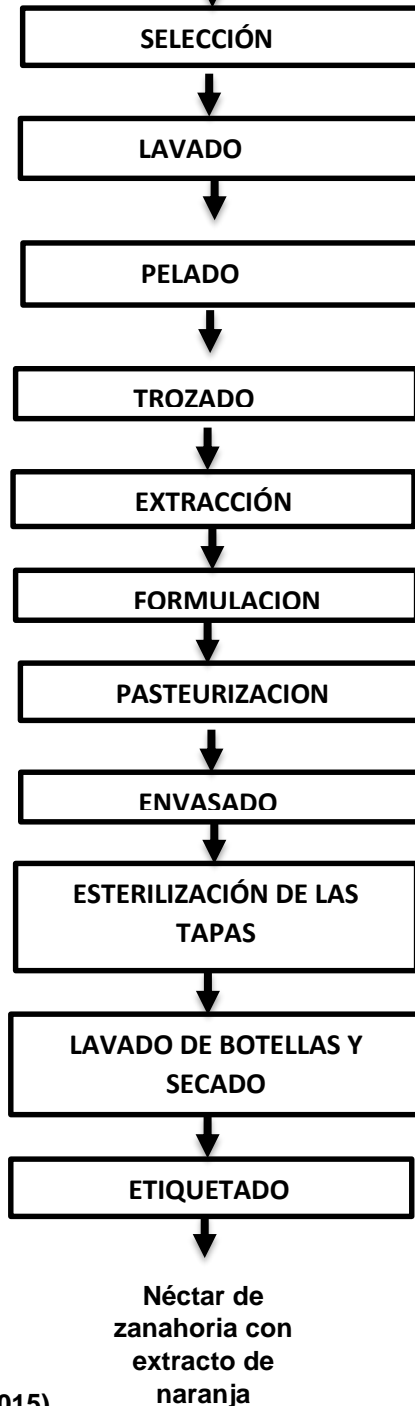 SELECCIÓN
LAVADO
PELADO
TROZADO
EXTRACCIÓN
FORMULACION
PASTEURIZACION
ENVASADO
ESTERILIZACIÓN DE LAS
TAPAS
LAVADO DE BOTELLAS Y
SECADO
ETIQUETADO
Néctar de
zanahoria con
extracto de
naranja
015)